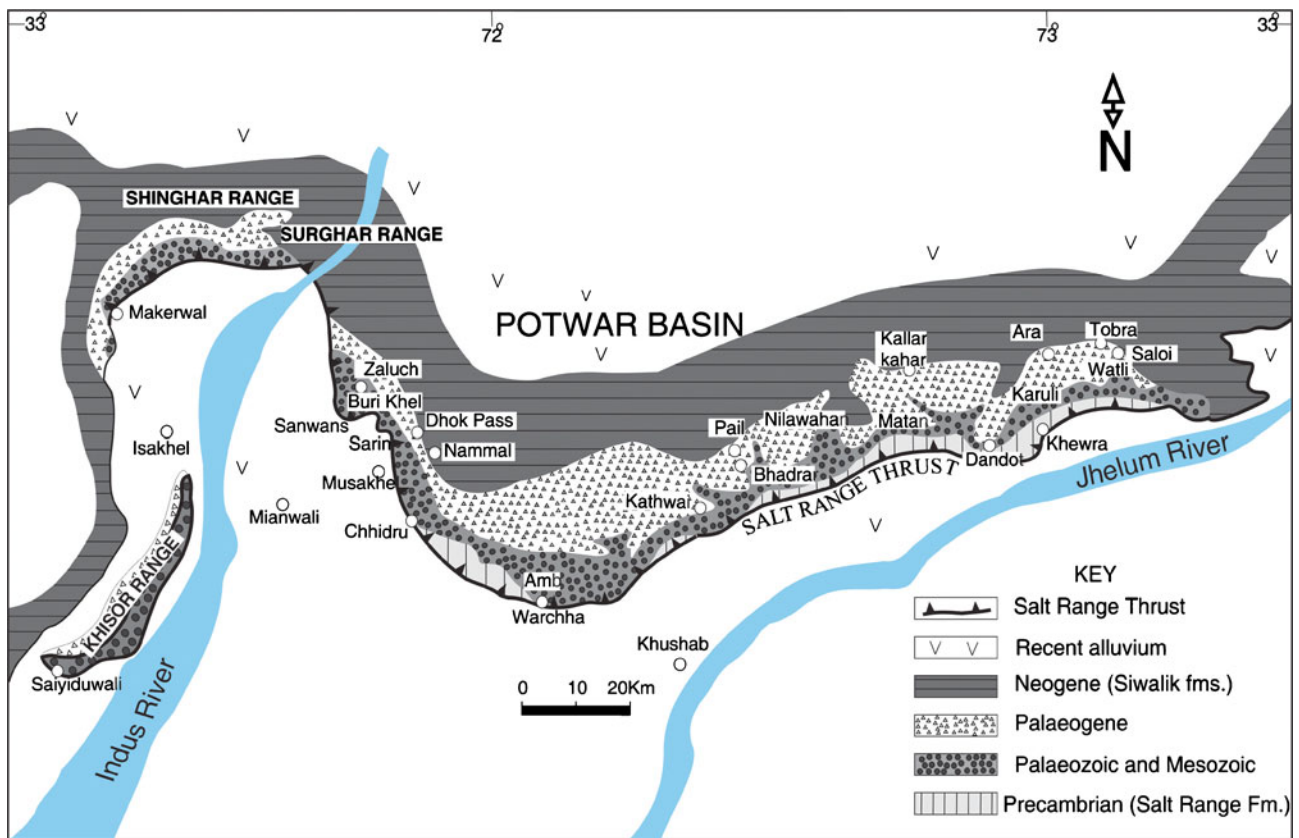 33°
72°
73°
33°
N
SHINGHAR RANGE
SURGHAR RANGE
Makerwal
POTWAR BASIN
Kallar
kahar
Ara
Tobra
Saloi
Watli
Zaluch
Buri Khel
Karuli
Dhok Pass
Nilawahan
Sanwans
Matan
Isakhel
Sarin
Pail
Nammal
Khewra
Dandot
Musakhel
Bhadra
Jhelum River
Mianwali
Kathwai
SALT RANGE THRUST
Chhidru
KHISOR RANGE
Amb
Warchha
Khushab
Saiyiduwali
Indus River
0 10 20Km
KEY
Salt Range Thrust
V V Recent alluvium
Neogene (Siwalik fms.)
Palaeogene
Palaeozoic and Mesozoic
Precambrian (Salt Range Fm.)